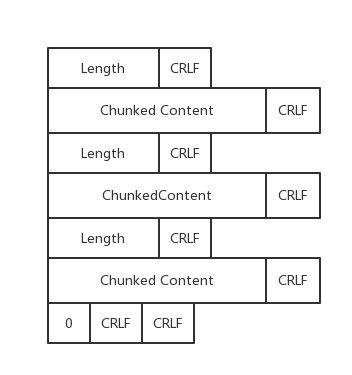 Length CRLF
Chunked Content CRLF
Length CRLF
ChunkedContent CRLF
Length CRLF
Chunked Content CRLF
0 CRLF CRLF